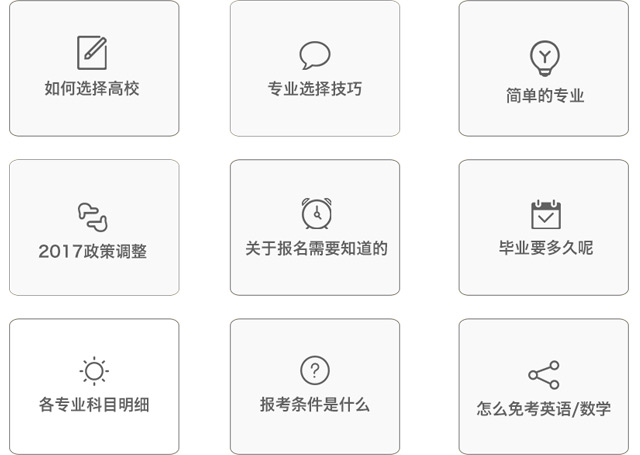 如何选择高校
专业选择技巧
简单的专业
2017政策调整
关于报名需要知道的
毕业要多久呢
各专业科目明细
报考条件是什么
怎么免考英语/数学